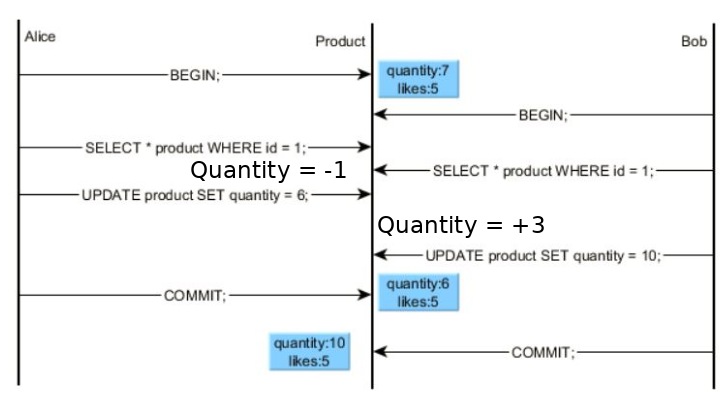 Alice
Product
Bob
BEGIN;
quantity:7
likes:5
BEGIN;
SELECT * product WHERE id = 1;
Quantity = -1
SELECT * product WHERE id = 1;
UPDATE product SET quantity = 6;
Quantity = +3
UPDATE product SET quantity = 10;
COMMIT;
quantity:6
likes:5
quantity:10
likes:5
COMMIT;